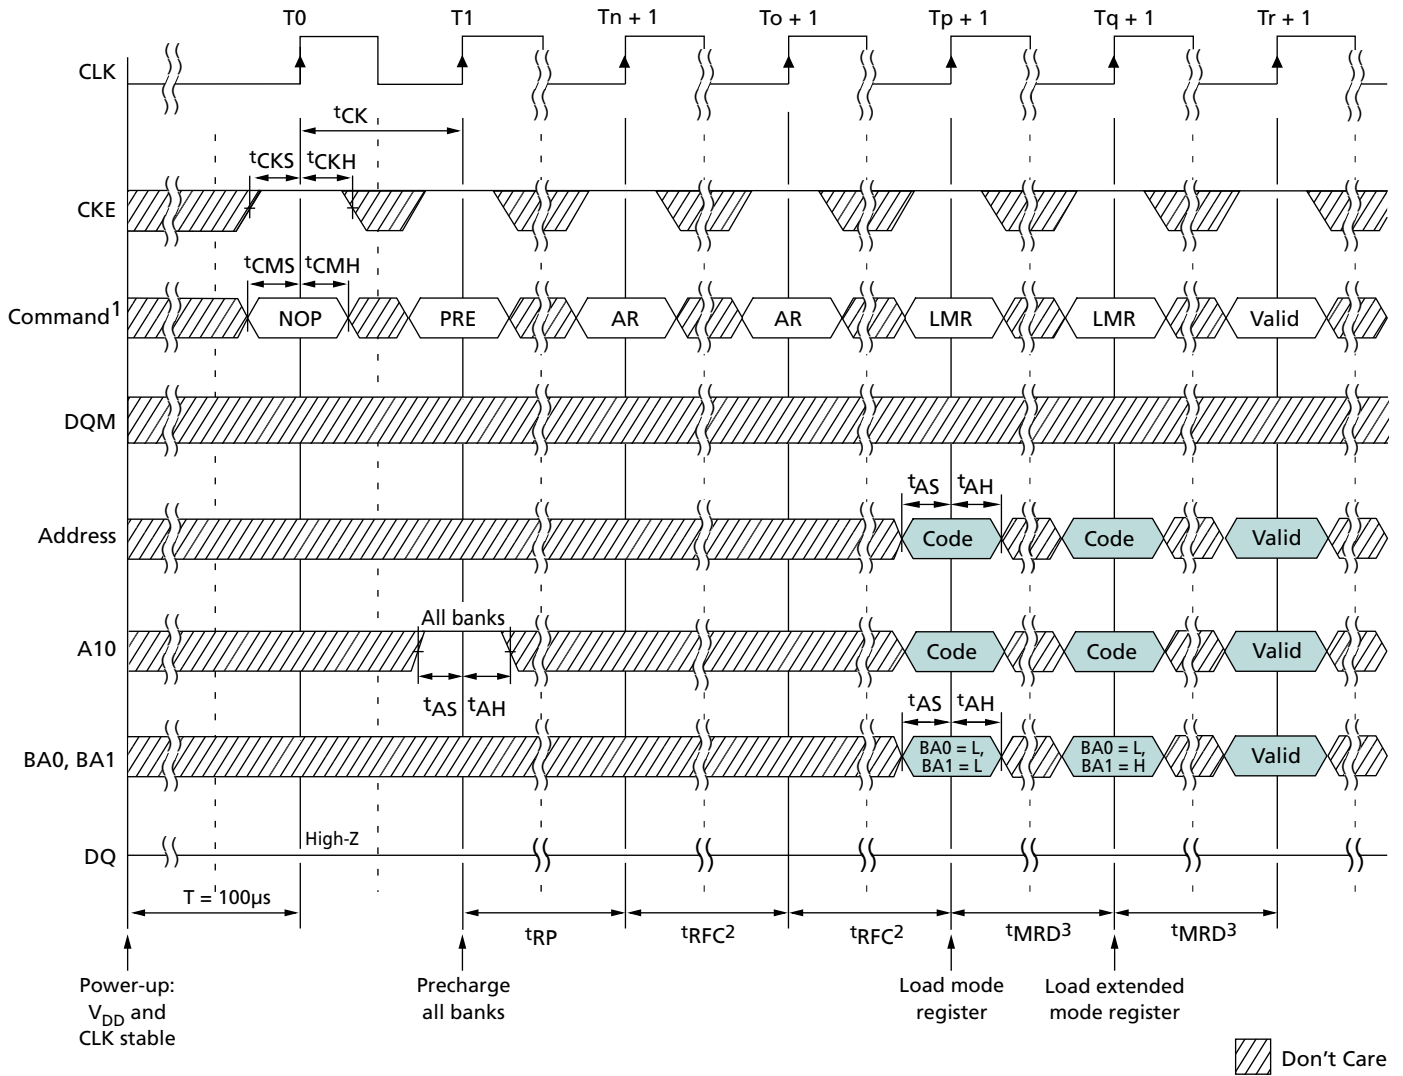 T0 T1 Tn + 1 To + 1 Tp + 1 Tq + 1 Tr + 1
CLK
tCK
tCKS tCKH
CKE
tCMS tCMH
Command1 NOP PRE AR AR LMR LMR Valid
DQM
tAS tAH
Address Code Code Valid
All banks
A10 Code Code Valid
tAS tAH tAS tAH
BA0, BA1 BA0 = L, BA0 = L, Valid
BA1 = L BA1 = H
High-Z
DQ
T = 100µs
tRP tRFC2 tRFC2 tMRD3 tMRD3
Power-up: Precharge Load mode Load extended
VDD and all banks register mode register
CLK stable
Don't Care